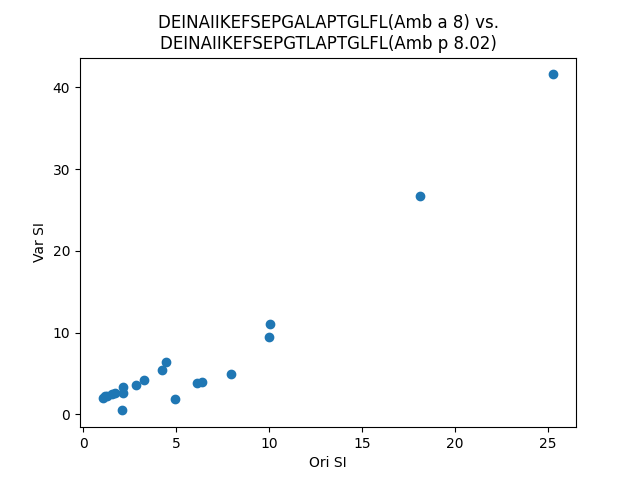 DEINAIIKEFSEPGALAPTGLFL(Amb a 8) vs.
DEINAIIKEFSEPGTLAPTGLFL(Amb p 8.02)
40
30
20
10
0
Var SI
0 5 10 15 20 25
Ori SI